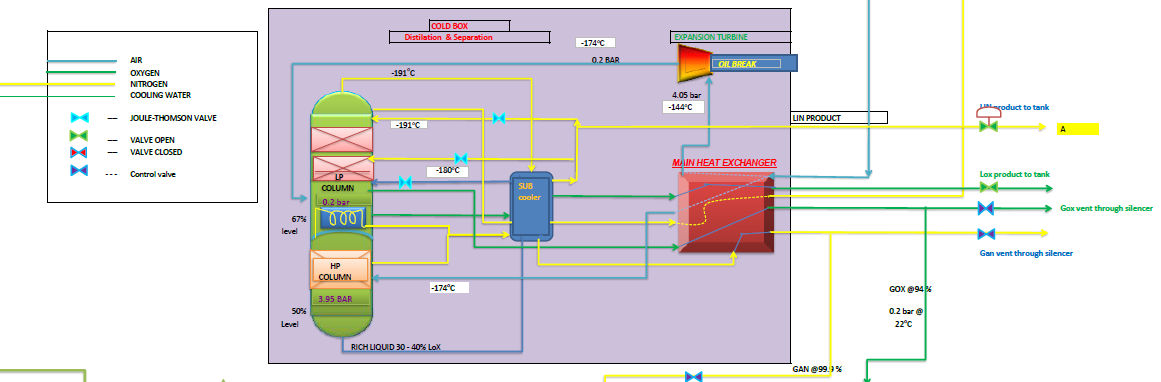 COLD BOX
Distilation & Separation
EXPANSION TURBINE
-174°C
0.2 BAR
OIL BREAK
-191°C
4.05 bar
-144°C
AIR
OXYGEN
NITROGEN
COOLING WATER
---- JOULE-THOMSON VALVE
---- VALVE OPEN
---- VALVE CLOSED
--- Control valve
-191°C
LIN PRODUCT
LIN product to tank
A
MAIN HEAT EXCHANGER
-180°C
LP
COLUMN
0.2 bar
SUB
cooler
Lox product to tank
67%
level
Gox vent through silencer
Gan vent through silencer
HP
COLUMN
-174°C
3.95 BAR
50%
Level
GOX @94 %
0.2 bar @
22°C
RICH LIQUID 30 - 40% LoX
GAN @99.9 %